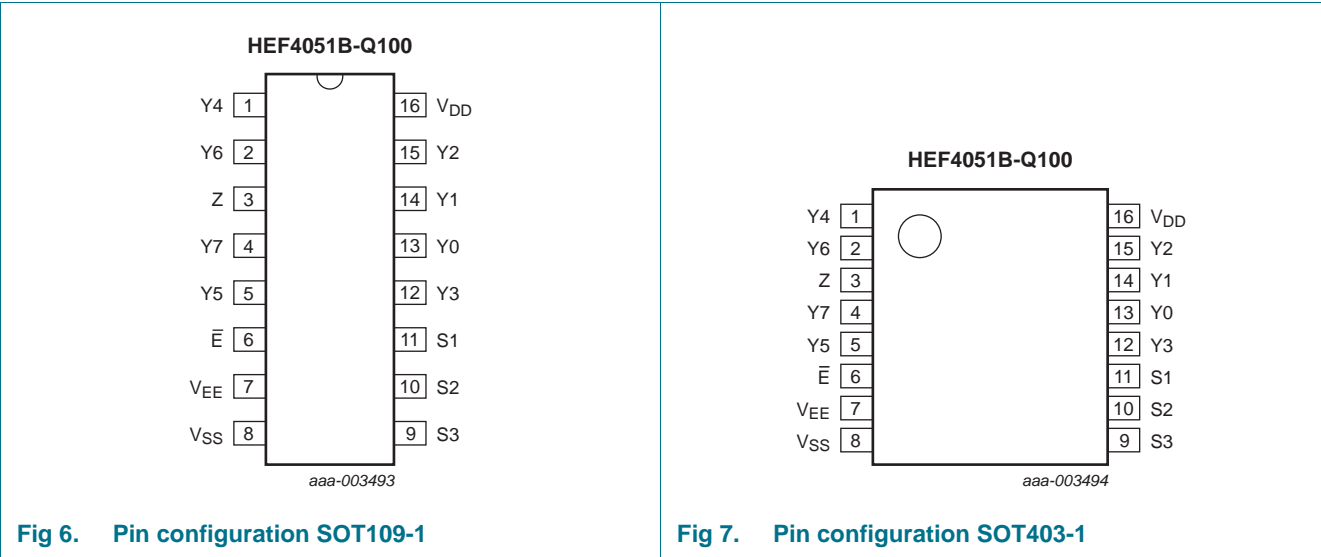 HEF4051B-Q100
Y4 1 16 VDD
Y6 2 15 Y2
Z 3 14 Y1
Y7 4 13 Y0
Y5 5 12 Y3
E̅ 6 11 S1
VEE 7 10 S2
VSS 8 9 S3
aaa-003493
Fig 6. Pin configuration SOT109-1
HEF4051B-Q100
Y4 1 16 VDD
Y6 2 15 Y2
Z 3 14 Y1
Y7 4 13 Y0
Y5 5 12 Y3
E̅ 6 11 S1
VEE 7 10 S2
VSS 8 9 S3
aaa-003494
Fig 7. Pin configuration SOT403-1